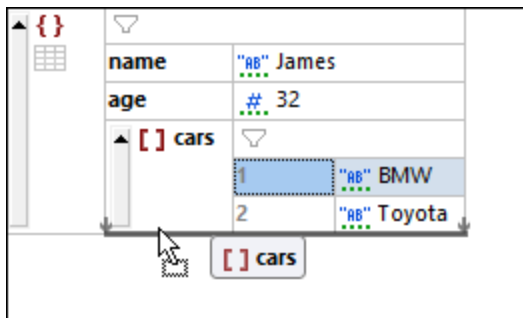 { }
name "AB" James
age # 32
[ ] cars
1 "AB" BMW
2 "AB" Toyota
[ ] cars